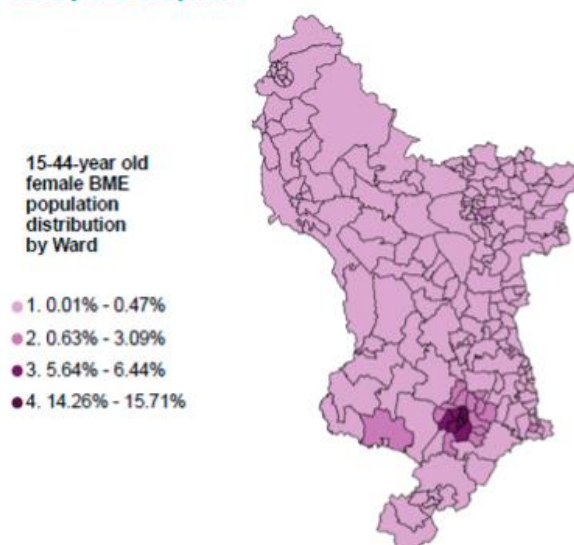 15-44-year old
female BME
population
distribution
by Ward
1. 0.01% - 0.47%
2. 0.63% - 3.09%
3. 5.64% - 6.44%
4. 14.26% - 15.71%